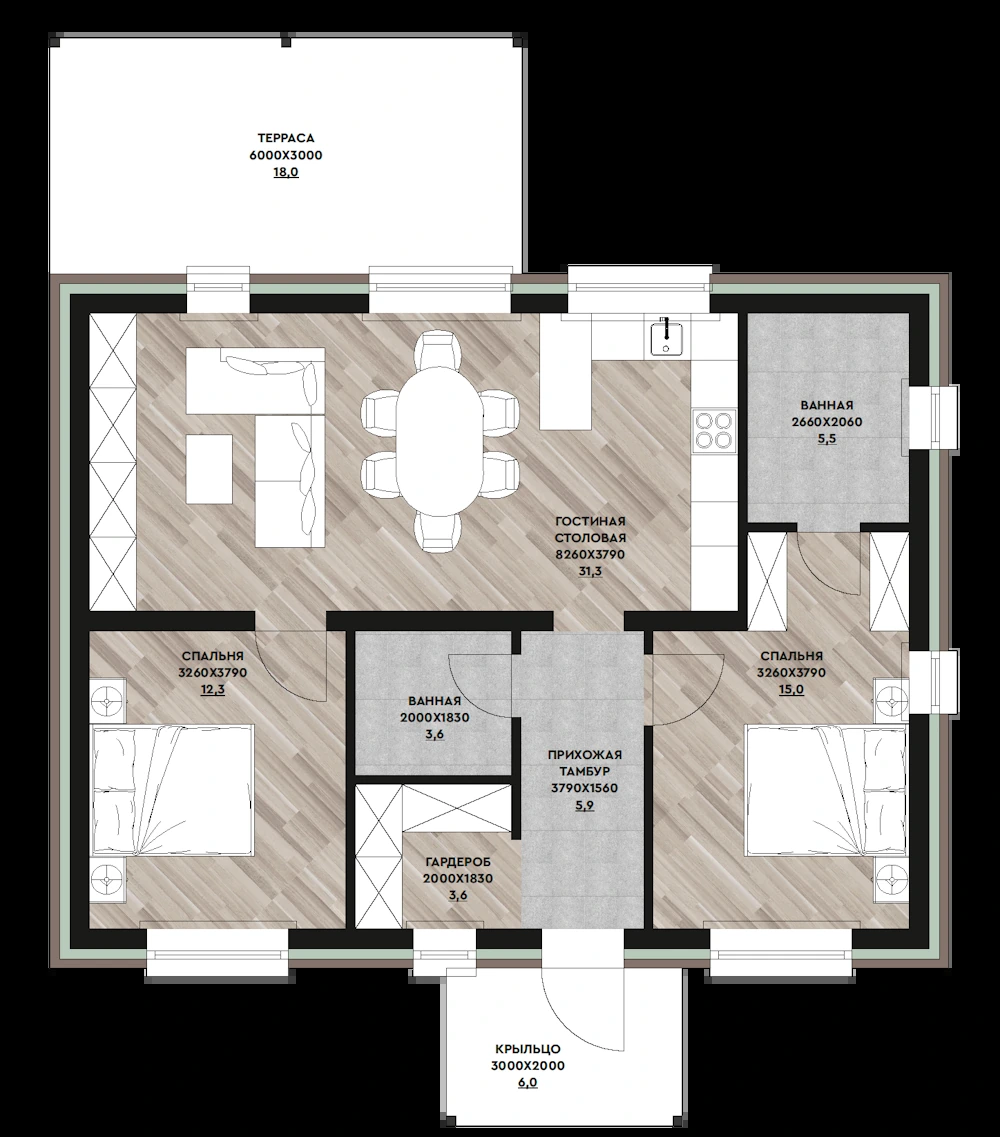 ТЕРРАСА
6000X3000
18,0
ВАННАЯ
2660X2060
5,5
ГОСТИНАЯ
СТОЛОВАЯ
8260X3790
31,3
СПАЛЬНЯ
3260X3790
12,3
СПАЛЬНЯ
3260X3790
15,0
ВАННАЯ
2000X1830
3,6
ПРИХОЖАЯ
ТАМБУР
3790X1560
5,9
ГАРДЕРОБ
2000X1830
3,6
КРЫЛЬЦО
3000X2000
6,0